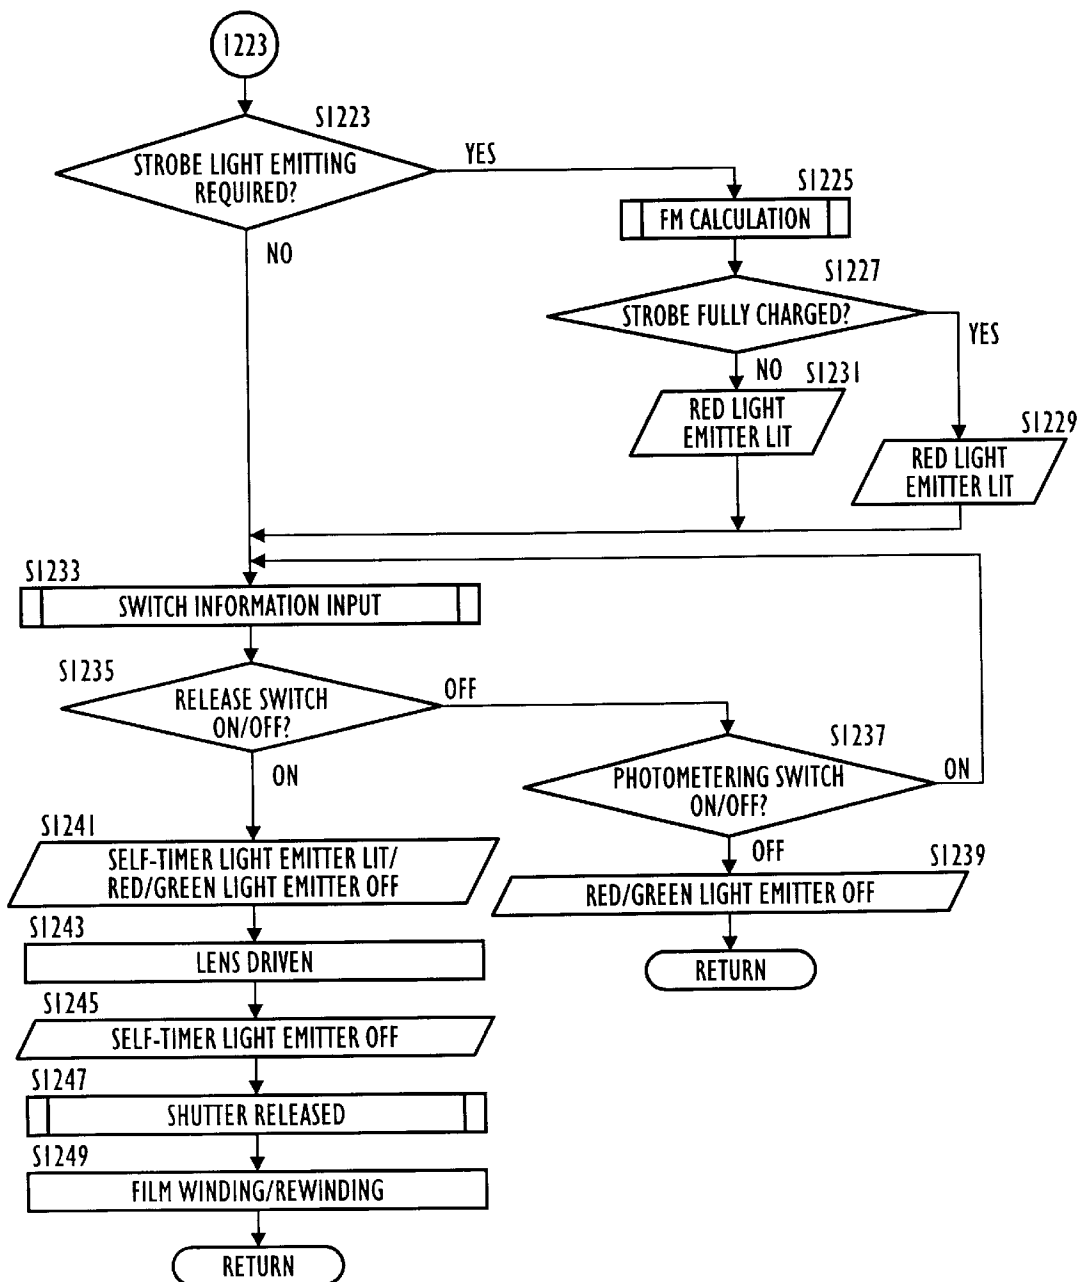 1223
S1223
STROBE LIGHT EMITTING
REQUIRED?
YES
NO
S1225
FM CALCULATION
S1227
STROBE FULLY CHARGED?
YES
NO
S1231
RED LIGHT
EMITTER LIT
S1229
RED LIGHT
EMITTER LIT
S1233
SWITCH INFORMATION INPUT
S1235
RELEASE SWITCH
ON/OFF?
OFF
ON
S1237
PHOTOMETERING SWITCH
ON/OFF?
ON
OFF
S1239
RED/GREEN LIGHT EMITTER OFF
RETURN
S1241
SELF-TIMER LIGHT EMITTER LIT/
RED/GREEN LIGHT EMITTER OFF
S1243
LENS DRIVEN
S1245
SELF-TIMER LIGHT EMITTER OFF
S1247
SHUTTER RELEASED
S1249
FILM WINDING/REWINDING
RETURN